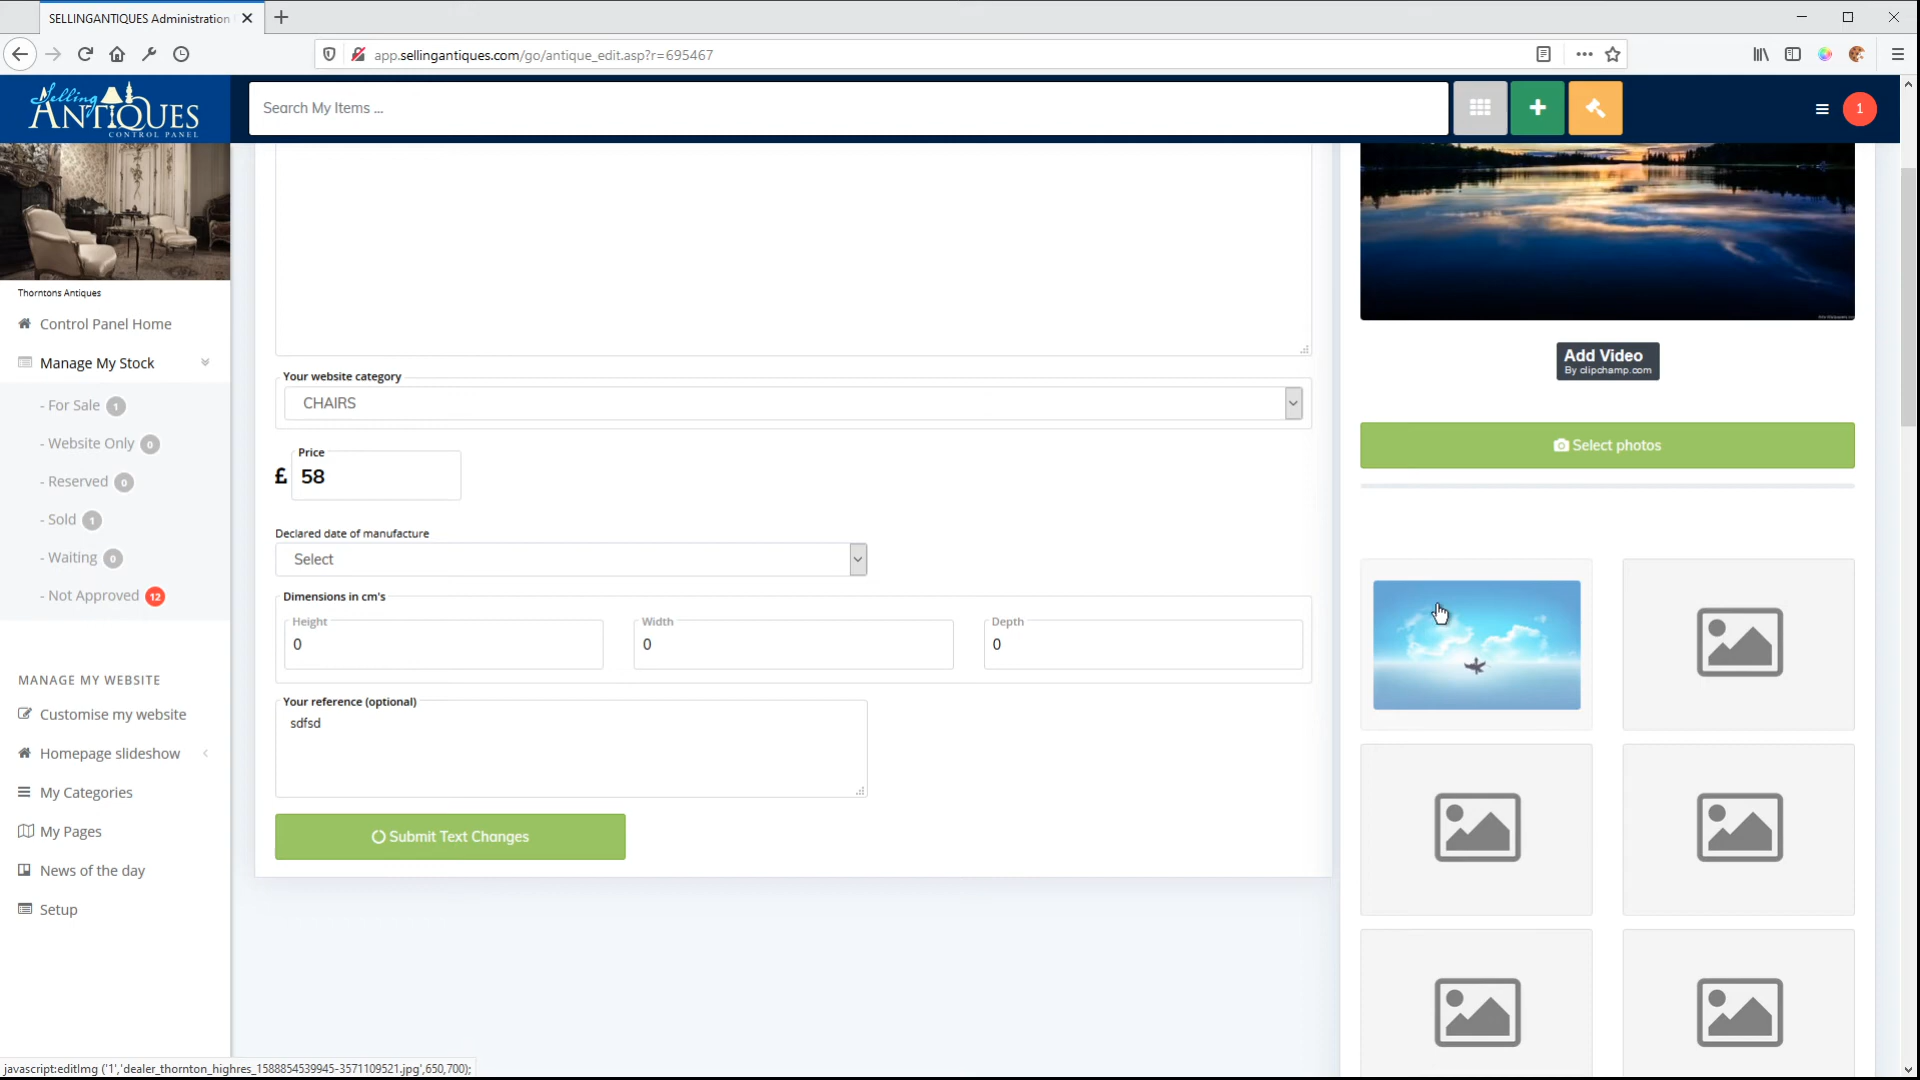 SELLINGANTIQUES Administration
app.sellingantiques.com/go/antique_edit.asp?r=695467
Selling
ANTIQUES
CONTROL PANEL
Search My Items ...
1
Thorntons Antiques
Control Panel Home
Manage My Stock
- For Sale 1
- Website Only 0
- Reserved 0
- Sold 1
- Waiting 0
- Not Approved 12
MANAGE MY WEBSITE
Customise my website
Homepage slideshow
My Categories
My Pages
News of the day
Setup
Your website category
CHAIRS
Price
£ 58
Declared date of manufacture
Select
Dimensions in cm's
Height
0
Width
0
Depth
0
Your reference (optional)
sdfsd
Submit Text Changes
Add Video
By clipchamp.com
Select photos
javascript:editImg ('1','dealer_thornton_highres_1588854539945-3571109521.jpg',650,700);